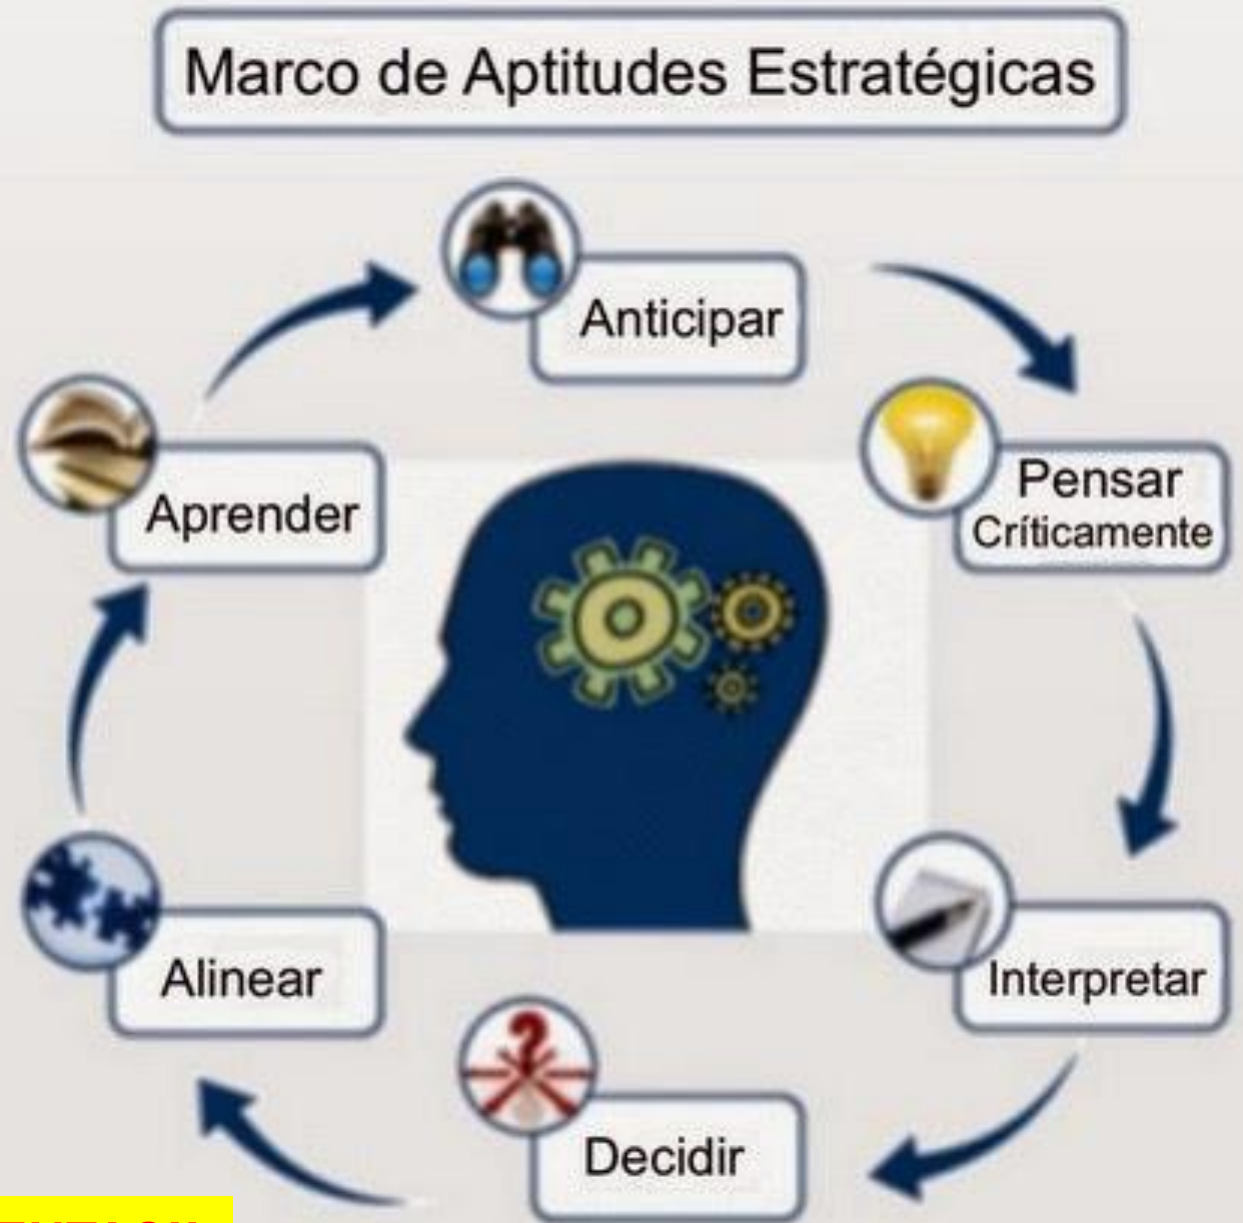 Marco de Aptitudes Estratégicas
Anticipar
Pensar
Críticamente
Interpretar
Decidir
Alinear
Aprender